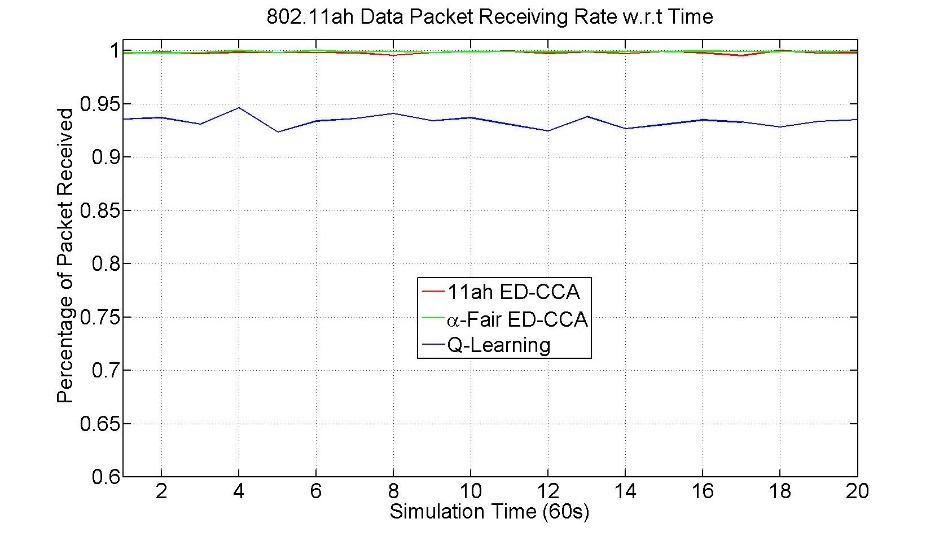 802.11ah Data Packet Receiving Rate w.r.t Time
Percentage of Packet Received
1
0.95
0.9
0.85
0.8
0.75
0.7
0.65
0.6
11ah ED-CCA
α-Fair ED-CCA
Q-Learning
2 4 6 8 10 12 14 16 18 20
Simulation Time (60s)